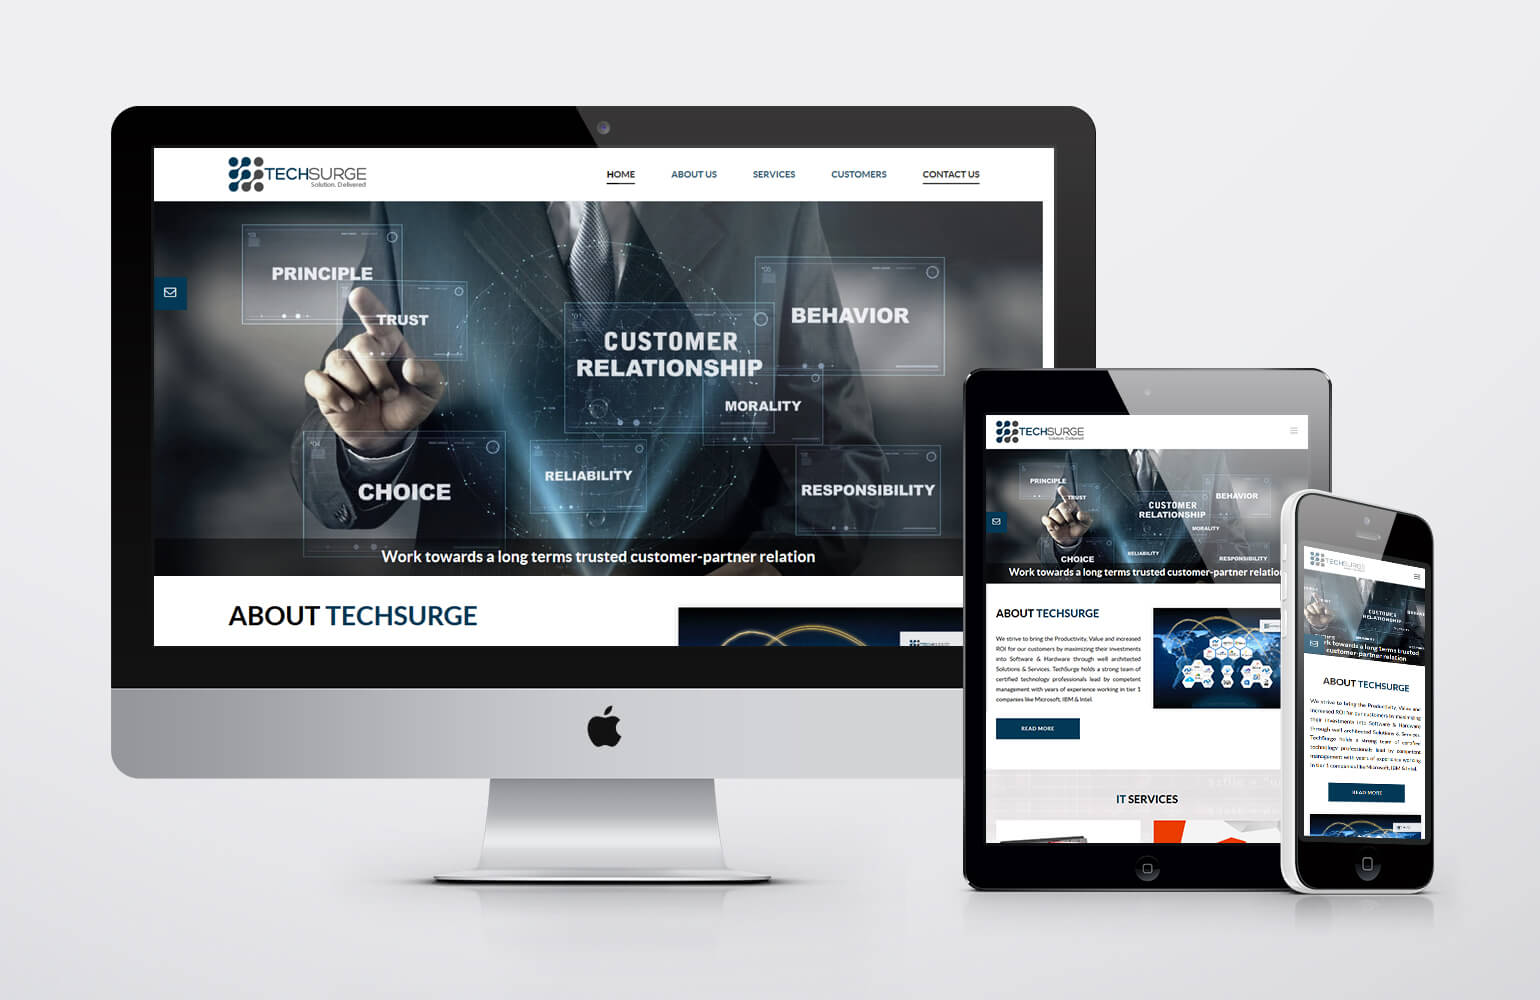 TECHSURGE
Solution. Delivered!
HOME ABOUT US SERVICES CUSTOMERS CONTACT US
PRINCIPLE
TRUST
CUSTOMER
RELATIONSHIP
BEHAVIOR
MORALITY
CHOICE
RELIABILITY
RESPONSIBILITY
Work towards a long terms trusted customer-partner relation
ABOUT TECHSURGE
TECHSURGE
Solution. Delivered!
PRINCIPLE
TRUST
CUSTOMER
RELATIONSHIP
BEHAVIOR
MORALITY
CHOICE
RELIABILITY
RESPONSIBILITY
Work towards a long terms trusted customer-partner relation
ABOUT TECHSURGE
We strive to bring the Productivity, Value and increased
ROI for our customers by maximizing their investments
into Software & Hardware through well architected
Solutions & Services. TechSurge holds a strong team of
certified technology professionals lead by competent
management with years of experience working in tier 1
companies like Microsoft, IBM & Intel.
READ MORE
IT SERVICES
TECHSURGE
TRUST
CUSTOMER
RELATIONSHIP
CHOICE
towards a long terms trusted
customer-partner relation
ABOUT TECHSURGE
We strive to bring the Productivity, Value and
increased ROI for our customers by maximizing
their investments into Software & Hardware
through well architected Solutions & Services.
TechSurge holds a strong team of certified
technology professionals lead by competent
management with years of experience working
in tier 1 companies like Microsoft, IBM & Intel.
READ MORE